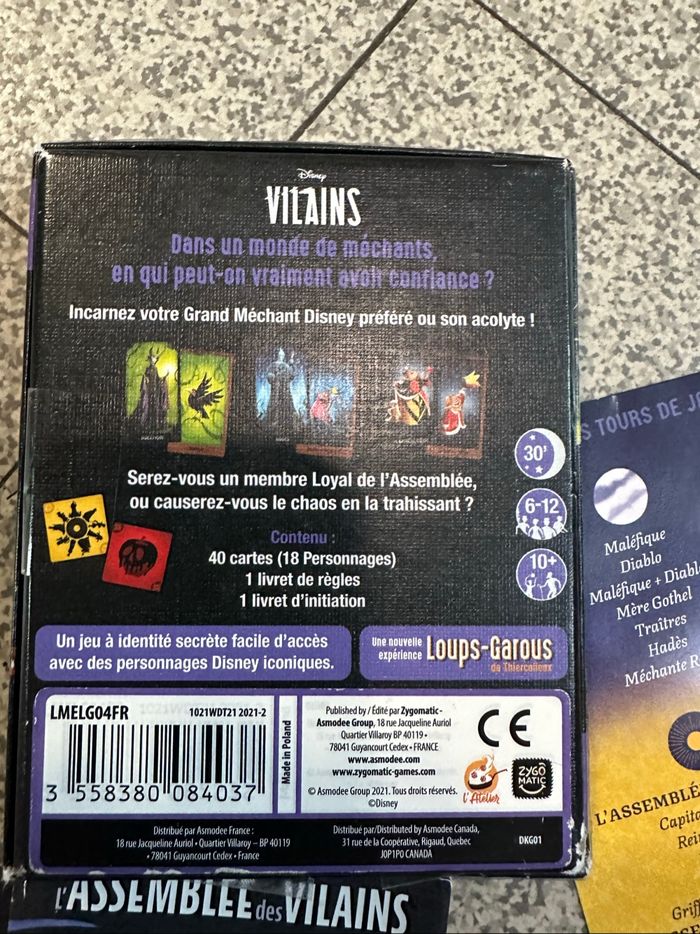 Disney
VILAINS
Dans un monde de méchants,
en qui peut-on vraiment avoir confiance ?
Incarnez votre Grand Méchant Disney préféré ou son acolyte !
30'
Serez-vous un membre Loyal de l'Assemblée,
ou causerez-vous le chaos en la trahissant ?
6-12
Contenu :
40 cartes (18 Personnages)
1 livret de règles
1 livret d'initiation
10+
Un jeu à identité secrète facile d'accès
avec des personnages Disney iconiques.
Une nouvelle
expérience
Loups-Garous
de Thiercelieux
LMELG04FR
1021WDT21 2021-2
3 558380 084037
Made in Poland
Published by / Édité par Zygomatic-
Asmodee Group, 18 rue Jacqueline Auriol
Quartier Villaroy BP 40119 •
78041 Guyancourt Cedex • FRANCE
www.asmodee.com
www.zygomatic-games.com
© Asmodee Group 2021. Tous droits réservés.
©Disney
CE
l'Atelier
ZYGO
MATIC
Distribué par Asmodee France :
18 rue Jacqueline Auriol • Quartier Villaroy – BP 40119
• 78041 Guyancourt Cedex • France
Distribué par/Distributed by Asmodee Canada,
31 rue de la Coopérative, Rigaud, Quebec
J0P1P0 CANADA
DKG01
L'ASSEMBLÉE des VILAINS
S TOURS DE
Maléfique
Diablo
Maléfique + Diabl
Mère Gothel
Traîtres
Hadès
Méchante R
L'ASSEMBLÉ
Capita
Rei
Griff